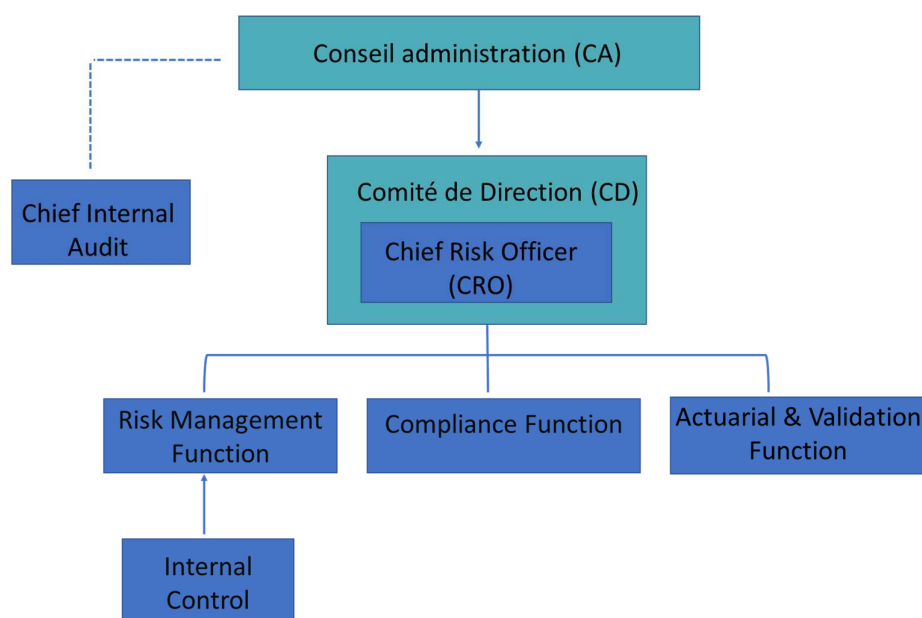 Conseil administration (CA)
Comité de Direction (CD)
Chief Internal
Audit
Chief Risk Officer
(CRO)
Risk Management
Function
Compliance Function
Actuarial & Validation
Function
Internal
Control